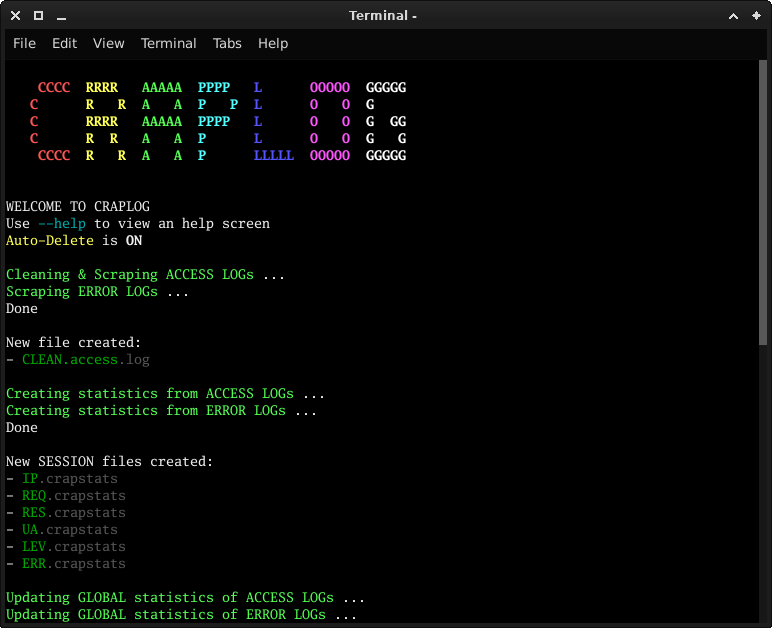 Terminal -
File Edit View Terminal Tabs Help
CCCC RRRR AAAAA PPPP L OOOOO GGGGG
C R R A A P P L O O G
C RRRR AAAAA PPPP L O O G GG
C R R A A P L O O G G
CCCC R R A A P LLLLL OOOOO GGGGG
WELCOME TO CRAPLOG
Use --help to view an help screen
Auto-Delete is ON
Cleaning & Scraping ACCESS LOGs ...
Scraping ERROR LOGs ...
Done
New file created:
- CLEAN.access.log
Creating statistics from ACCESS LOGs ...
Creating statistics from ERROR LOGs ...
Done
New SESSION files created:
- IP.crapstats
- REQ.crapstats
- RES.crapstats
- UA.crapstats
- LEV.crapstats
- ERR.crapstats
Updating GLOBAL statistics of ACCESS LOGs ...
Updating GLOBAL statistics of ERROR LOGs ...